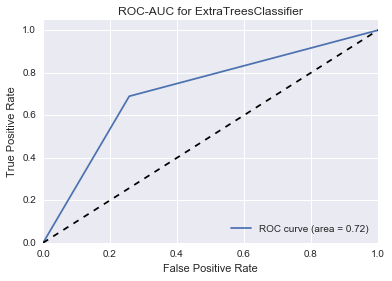 ROC-AUC for ExtraTreesClassifier
True Positive Rate
1.0
0.8
0.6
0.4
0.2
0.0
ROC curve (area = 0.72)
0.0 0.2 0.4 0.6 0.8 1.0
False Positive Rate